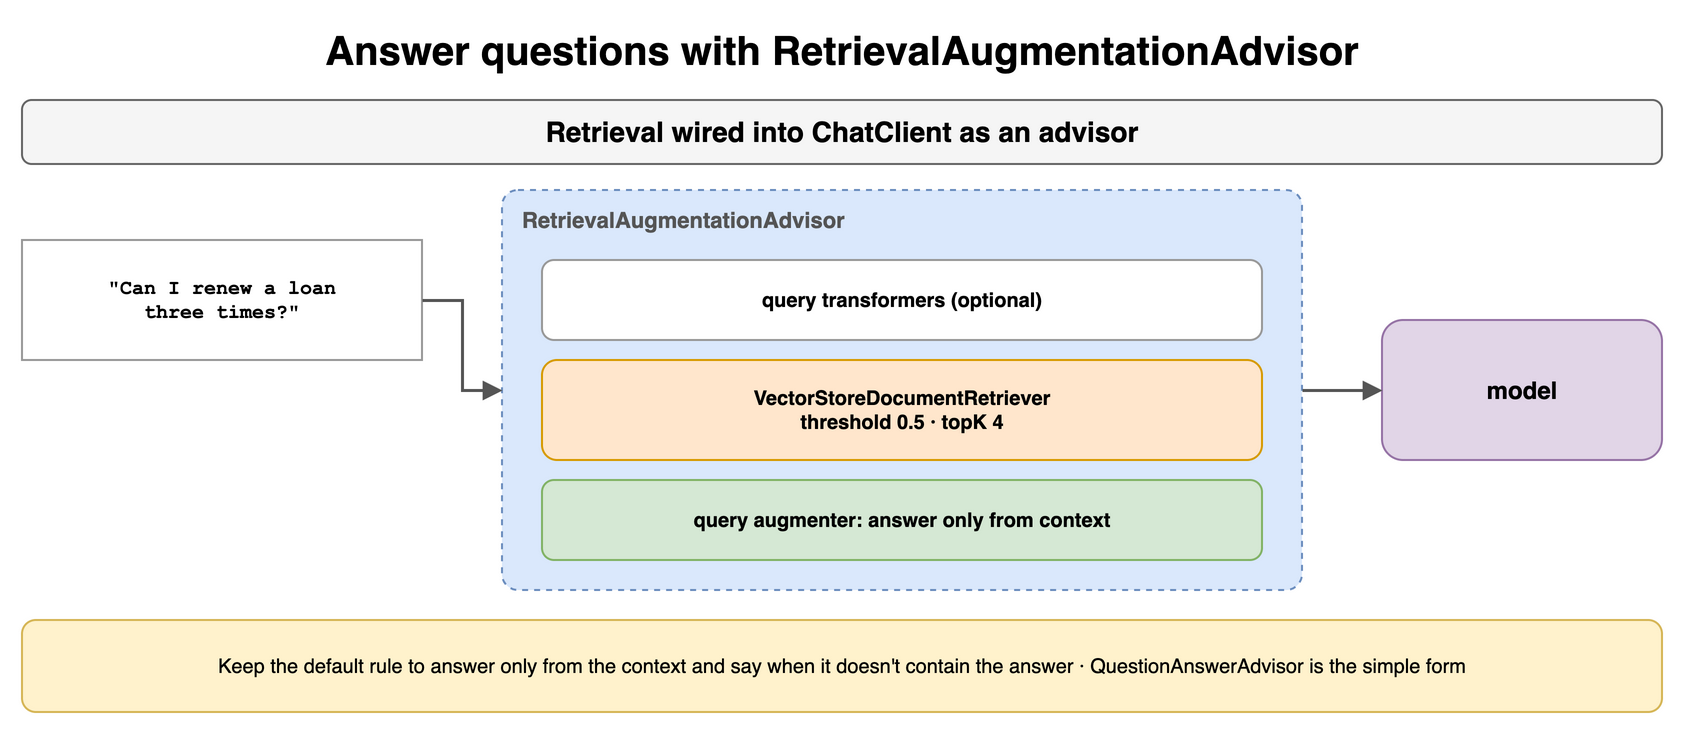 Answer questions with RetrievalAugmentationAdvisor
Retrieval wired into ChatClient as an advisor
RetrievalAugmentationAdvisor
"Can I renew a loan
three times?"
query transformers (optional)
VectorStoreDocumentRetriever
threshold 0.5 · topK 4
model
query augmenter: answer only from context
Keep the default rule to answer only from the context and say when it doesn't contain the answer · QuestionAnswerAdvisor is the simple form